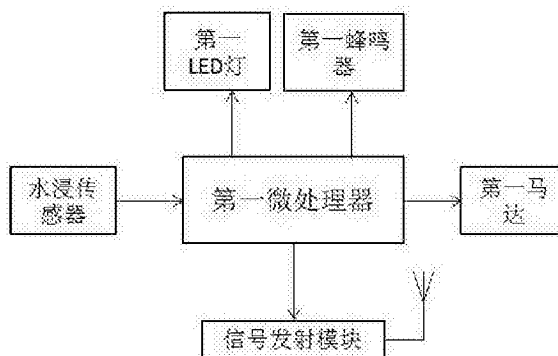 第一
LED灯
第一蜂鸣
器
水浸传
感器
第一微处理器
第一马
达
信号发射模块